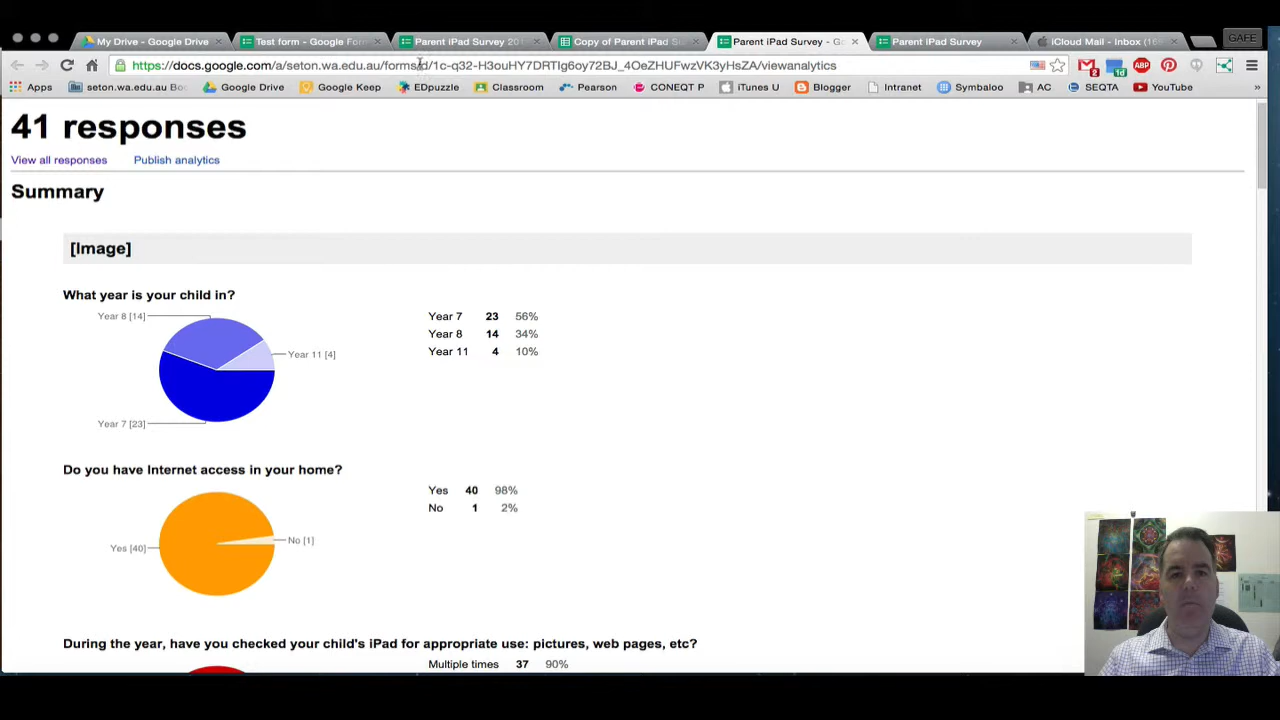 My Drive - Google Drive
Test form - Google Form
Parent iPad Survey 201
Copy of Parent iPad S
Parent iPad Survey - G
Parent iPad Survey
iCloud Mail - Inbox
GAFE
https://docs.google.com/a/seton.wa.edu.au/forms/d/1c-q32-H3ouHY7DRTIg6oy72BJ_4OeZHUFwzVK3yHsZA/viewanalytics
Apps
seton.wa.edu.au Bo
Google Drive
Google Keep
EDpuzzle
Classroom
Pearson
CONEQT P
iTunes U
Blogger
Intranet
Symbaloo
AC
SEQTA
YouTube
»
41 responses
View all responses Publish analytics
Summary
[Image]
What year is your child in?
Year 8 [14]
Year 11 [4]
Year 7 [23]
Year 7 23 56%
Year 8 14 34%
Year 11 4 10%
Do you have Internet access in your home?
Yes [40]
No [1]
Yes 40 98%
No 1 2%
During the year, have you checked your child's iPad for appropriate use: pictures, web pages, etc?
Multiple times 37 90%